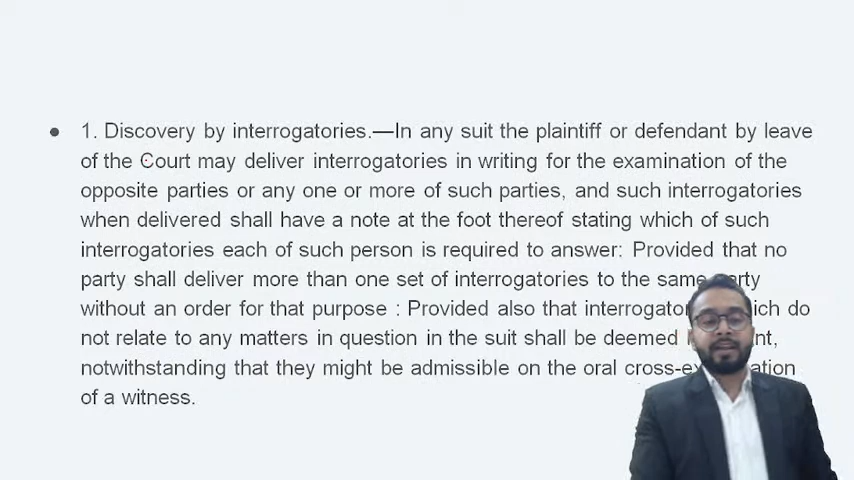 ● 1. Discovery by interrogatories.—In any suit the plaintiff or defendant by leave
of the Court may deliver interrogatories in writing for the examination of the
opposite parties or any one or more of such parties, and such interrogatories
when delivered shall have a note at the foot thereof stating which of such
interrogatories each of such person is required to answer: Provided that no
party shall deliver more than one set of interrogatories to the same party
without an order for that purpose : Provided also that do
not relate to any matters in question in the suit shall be deemed
notwithstanding that they might be admissible on the oral
of a witness.